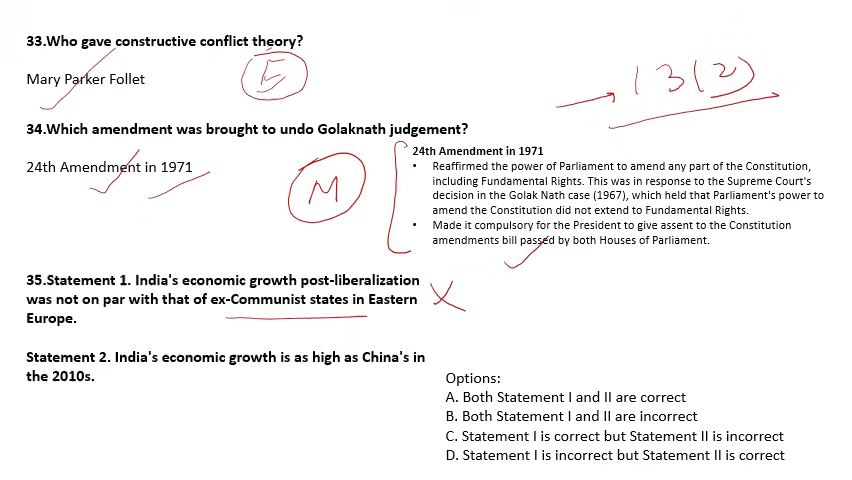 33.Who gave constructive conflict theory?
Mary Parker Follet
E
13(2)
34.Which amendment was brought to undo Golaknath judgement?
24th Amendment in 1971
M
24th Amendment in 1971
• Reaffirmed the power of Parliament to amend any part of the Constitution,
including Fundamental Rights. This was in response to the Supreme Court's
decision in the Golak Nath case (1967), which held that Parliament's power to
amend the Constitution did not extend to Fundamental Rights.
• Made it compulsory for the President to give assent to the Constitution
amendments bill passed by both Houses of Parliament.
35.Statement 1. India's economic growth post-liberalization
was not on par with that of ex-Communist states in Eastern
Europe.
Statement 2. India's economic growth is as high as China's in
the 2010s.
Options:
A. Both Statement I and II are correct
B. Both Statement I and II are incorrect
C. Statement I is correct but Statement II is incorrect
D. Statement I is incorrect but Statement II is correct